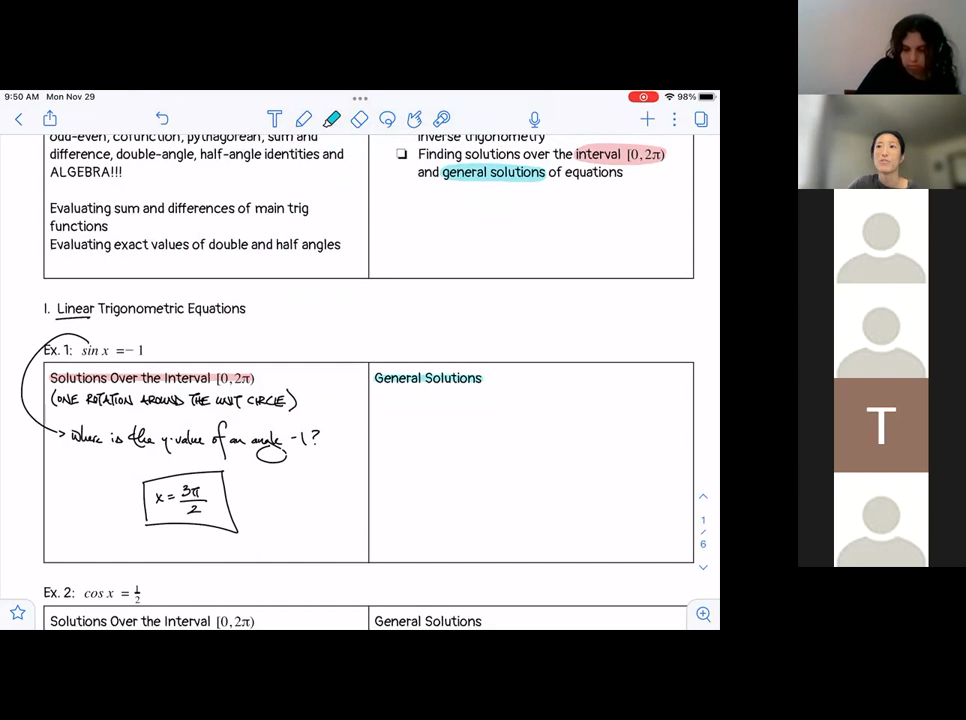 9:50 AM Mon Nov 29
98%
odd-even, cofunction, pythagorean, sum and
difference, double-angle, half-angle identities and
ALGEBRA!!!
Evaluating sum and differences of main trig
functions
Evaluating exact values of double and half angles
inverse trigonometry
Finding solutions over the interval [0, 2π)
and general solutions of equations
I. Linear Trigonometric Equations
Ex. 1: sin x = − 1
Solutions Over the Interval [0, 2π)
(ONE ROTATION AROUND THE UNIT CIRCLE)
-> Where is the y-value of an angle -1?
x = 3π/2
General Solutions
1
/
6
Ex. 2: cos x = 1/2
Solutions Over the Interval [0, 2π)
General Solutions
T